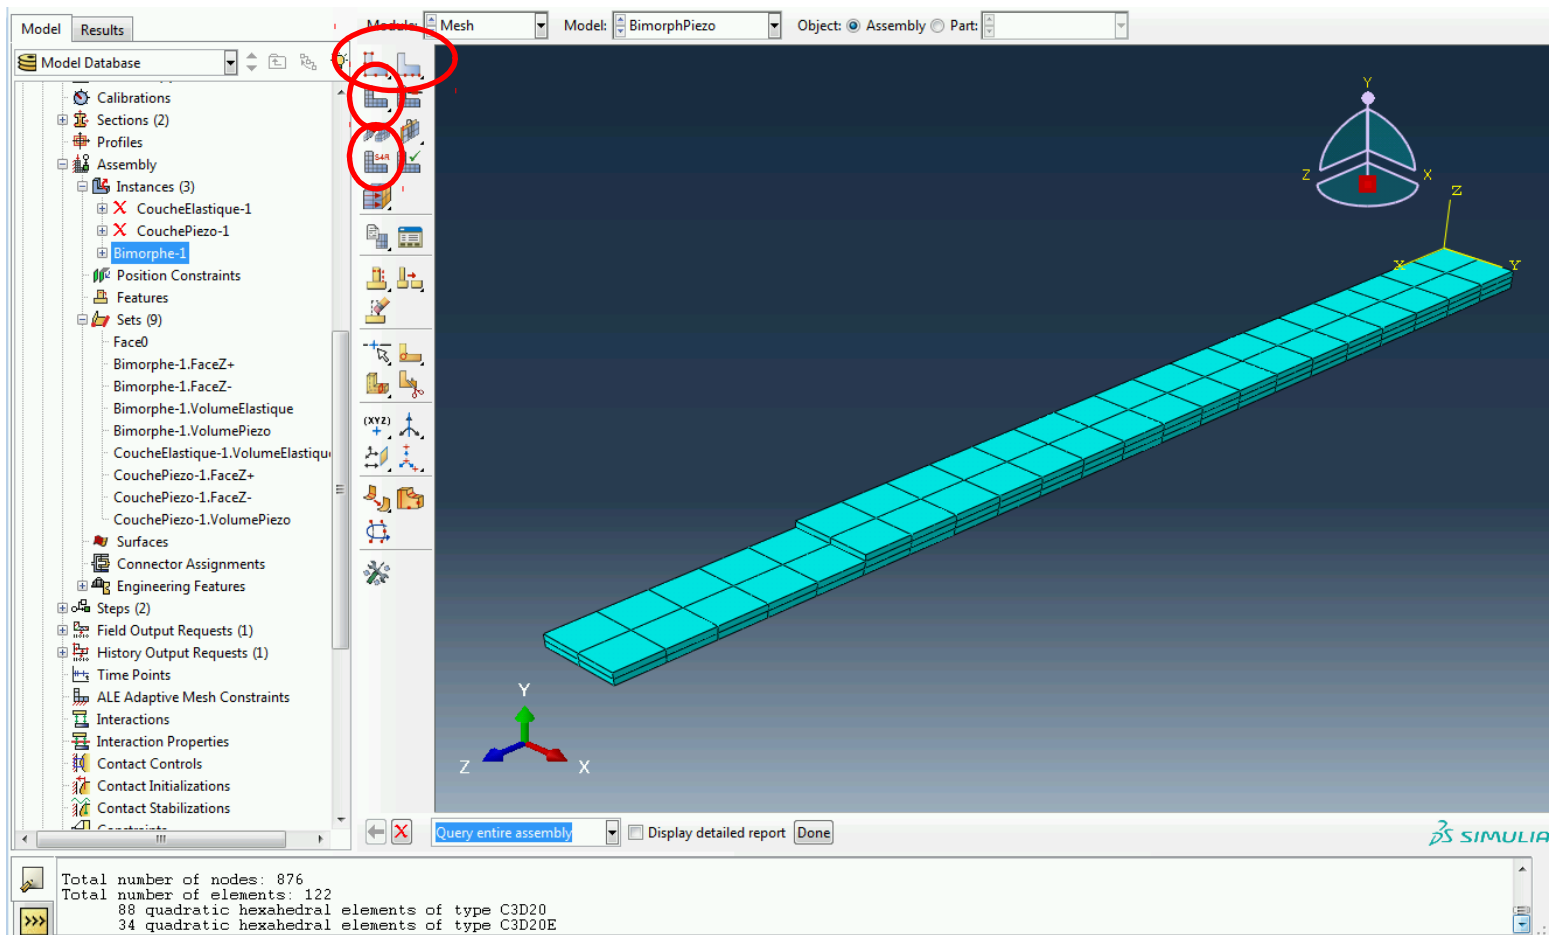 Model Results
Module: Mesh Model: BimorphPiezo Object: Assembly Part:
Model Database
Calibrations
Sections (2)
Profiles
Assembly
Instances (3)
CoucheElastique-1
CouchePiezo-1
Bimorphe-1
Position Constraints
Features
Sets (9)
Face0
Bimorphe-1.FaceZ+
Bimorphe-1.FaceZ-
Bimorphe-1.VolumeElastique
Bimorphe-1.VolumePiezo
CoucheElastique-1.VolumeElastiqu
CouchePiezo-1.FaceZ+
CouchePiezo-1.FaceZ-
CouchePiezo-1.VolumePiezo
Surfaces
Connector Assignments
Engineering Features
Steps (2)
Field Output Requests (1)
History Output Requests (1)
Time Points
ALE Adaptive Mesh Constraints
Interactions
Interaction Properties
Contact Controls
Contact Initializations
Contact Stabilizations
S4R
(XYZ)
Y
Z X
Z
X Y
Y
Z X
Query entire assembly Display detailed report Done
SIMULIA
Total number of nodes: 876
Total number of elements: 122
88 quadratic hexahedral elements of type C3D20
34 quadratic hexahedral elements of type C3D20E
>>>